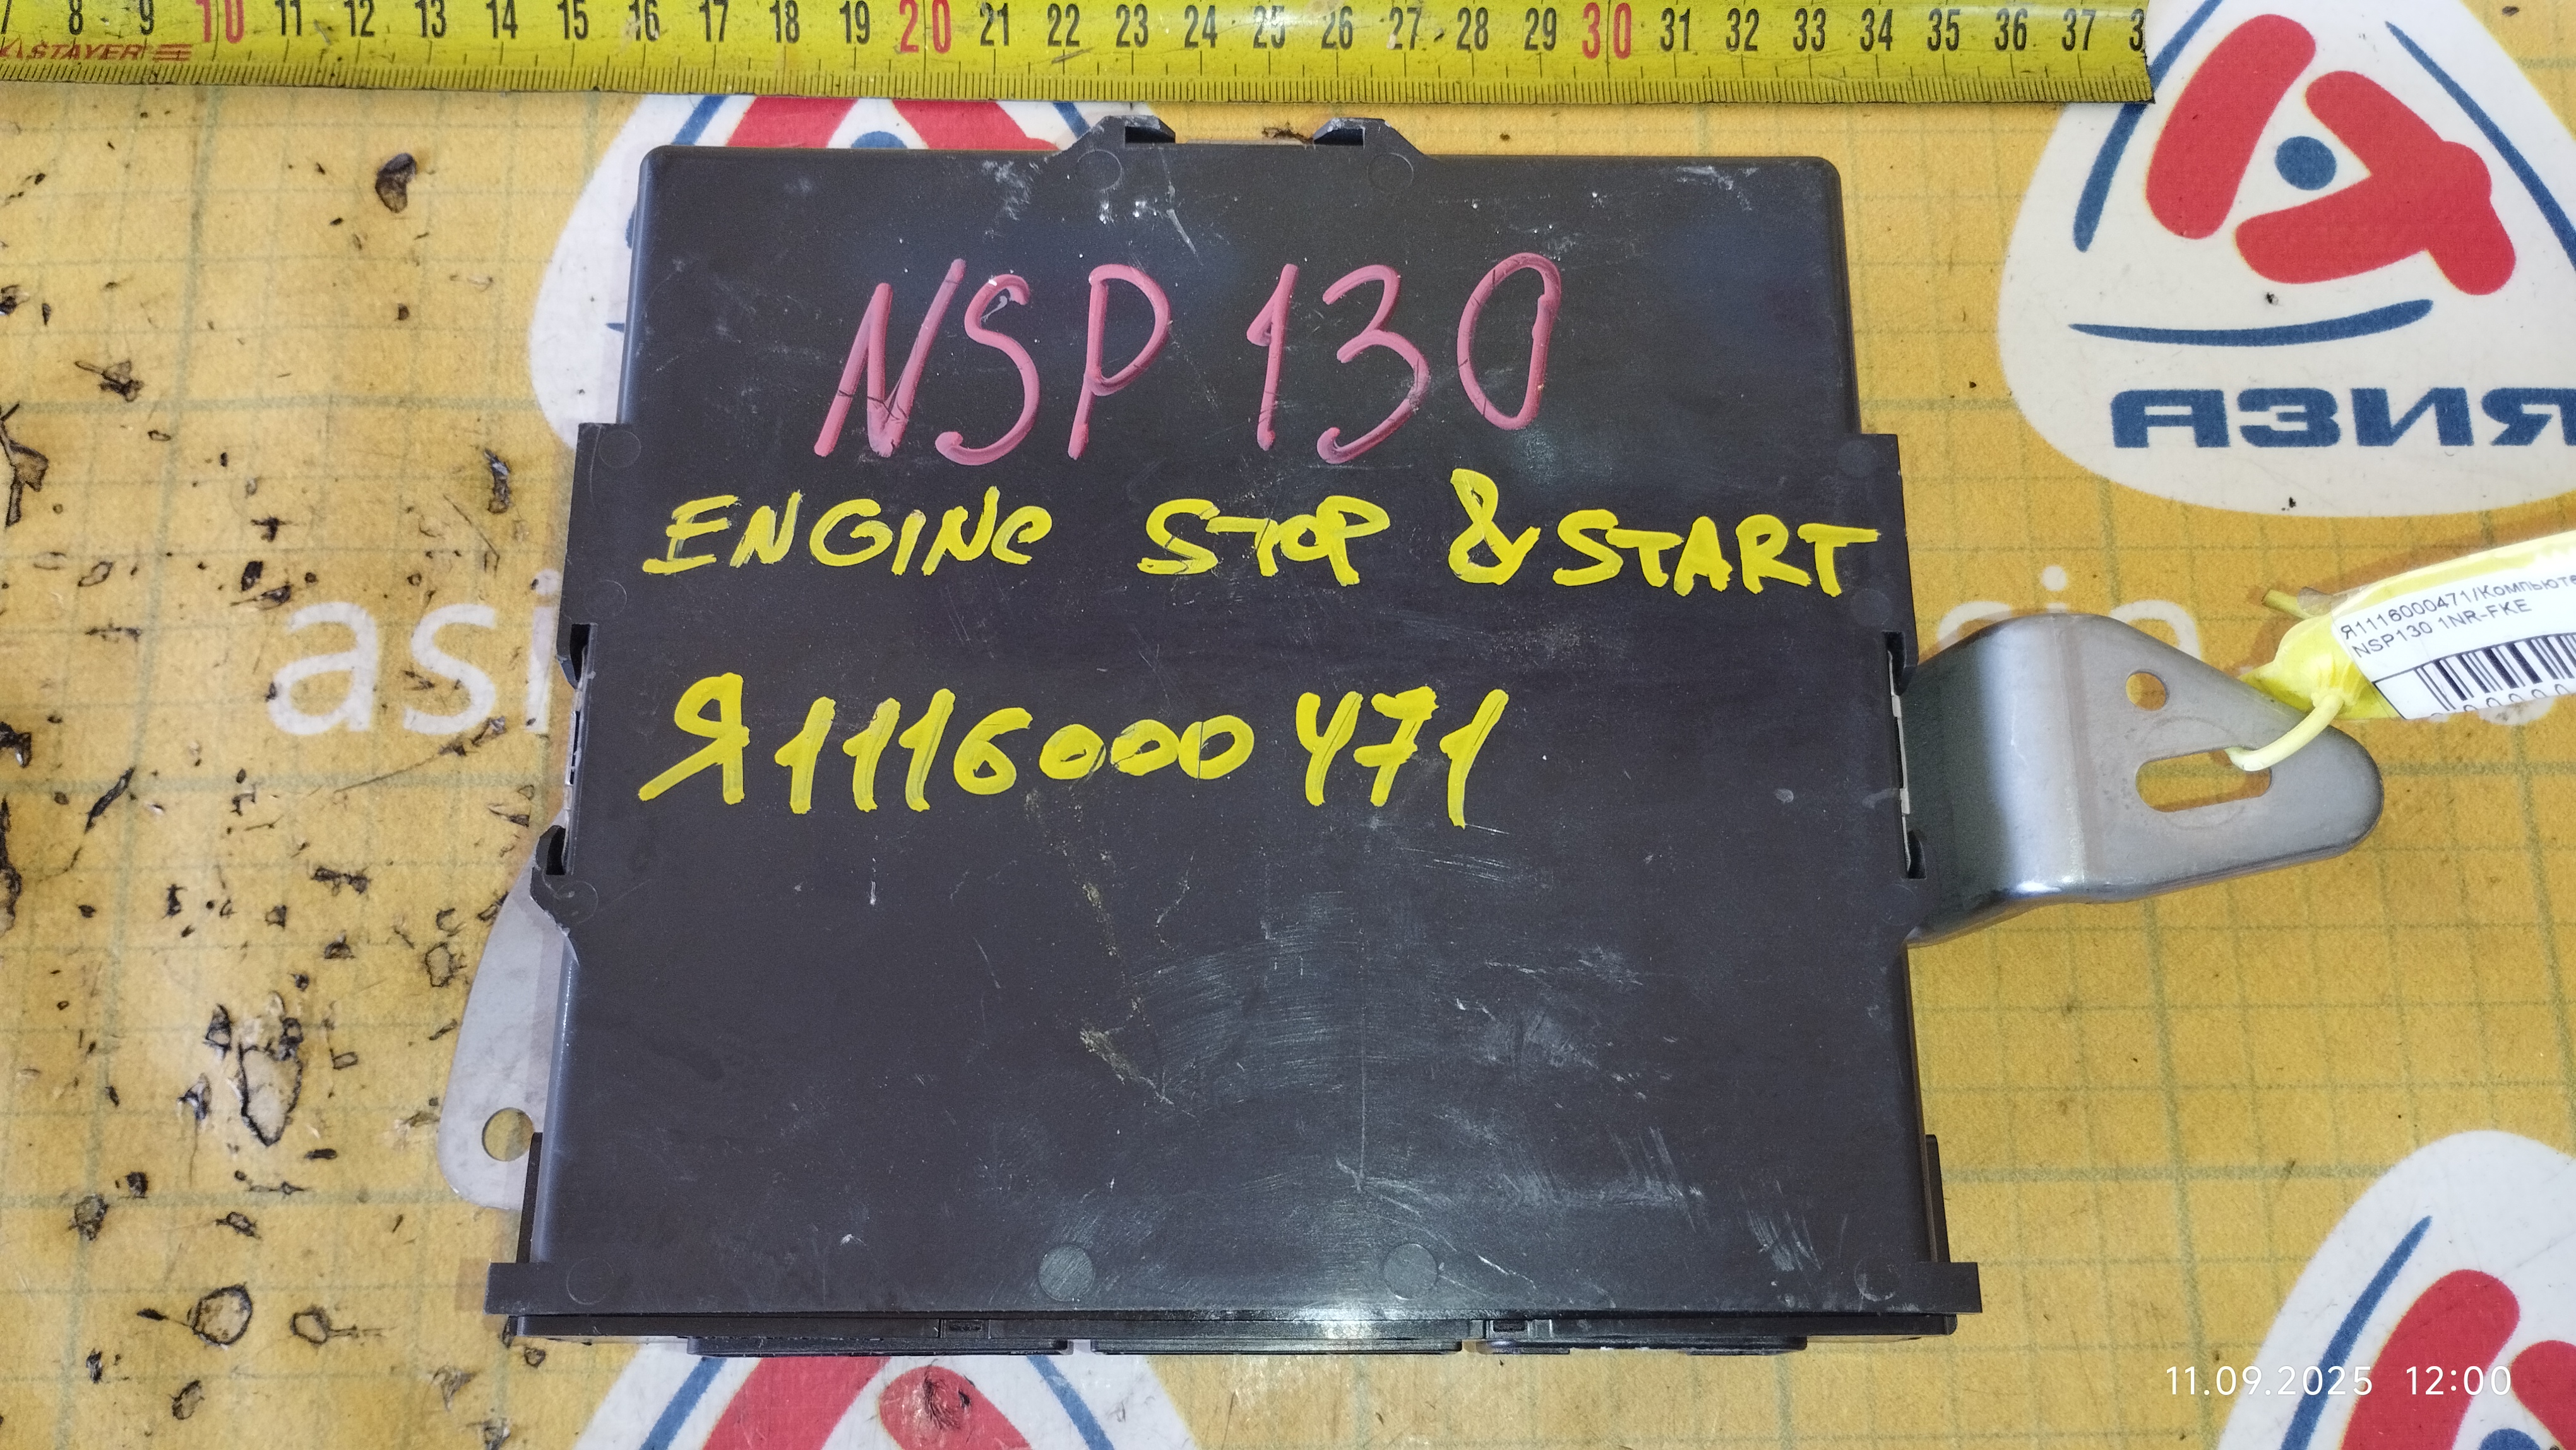 7 8 9 10 11 12 13 14 15 16 17 18 19 20 21 22 23 24 25 26 27 28 29 30 31 32 33 34 35 36 37
STAYER
АЗИЯ
NSP 130
ENGINe STOP & START
asi
Я1116000471/Компьюте
NSP130 1NR-FKE
Я1116000471
11.09.2025 12:00